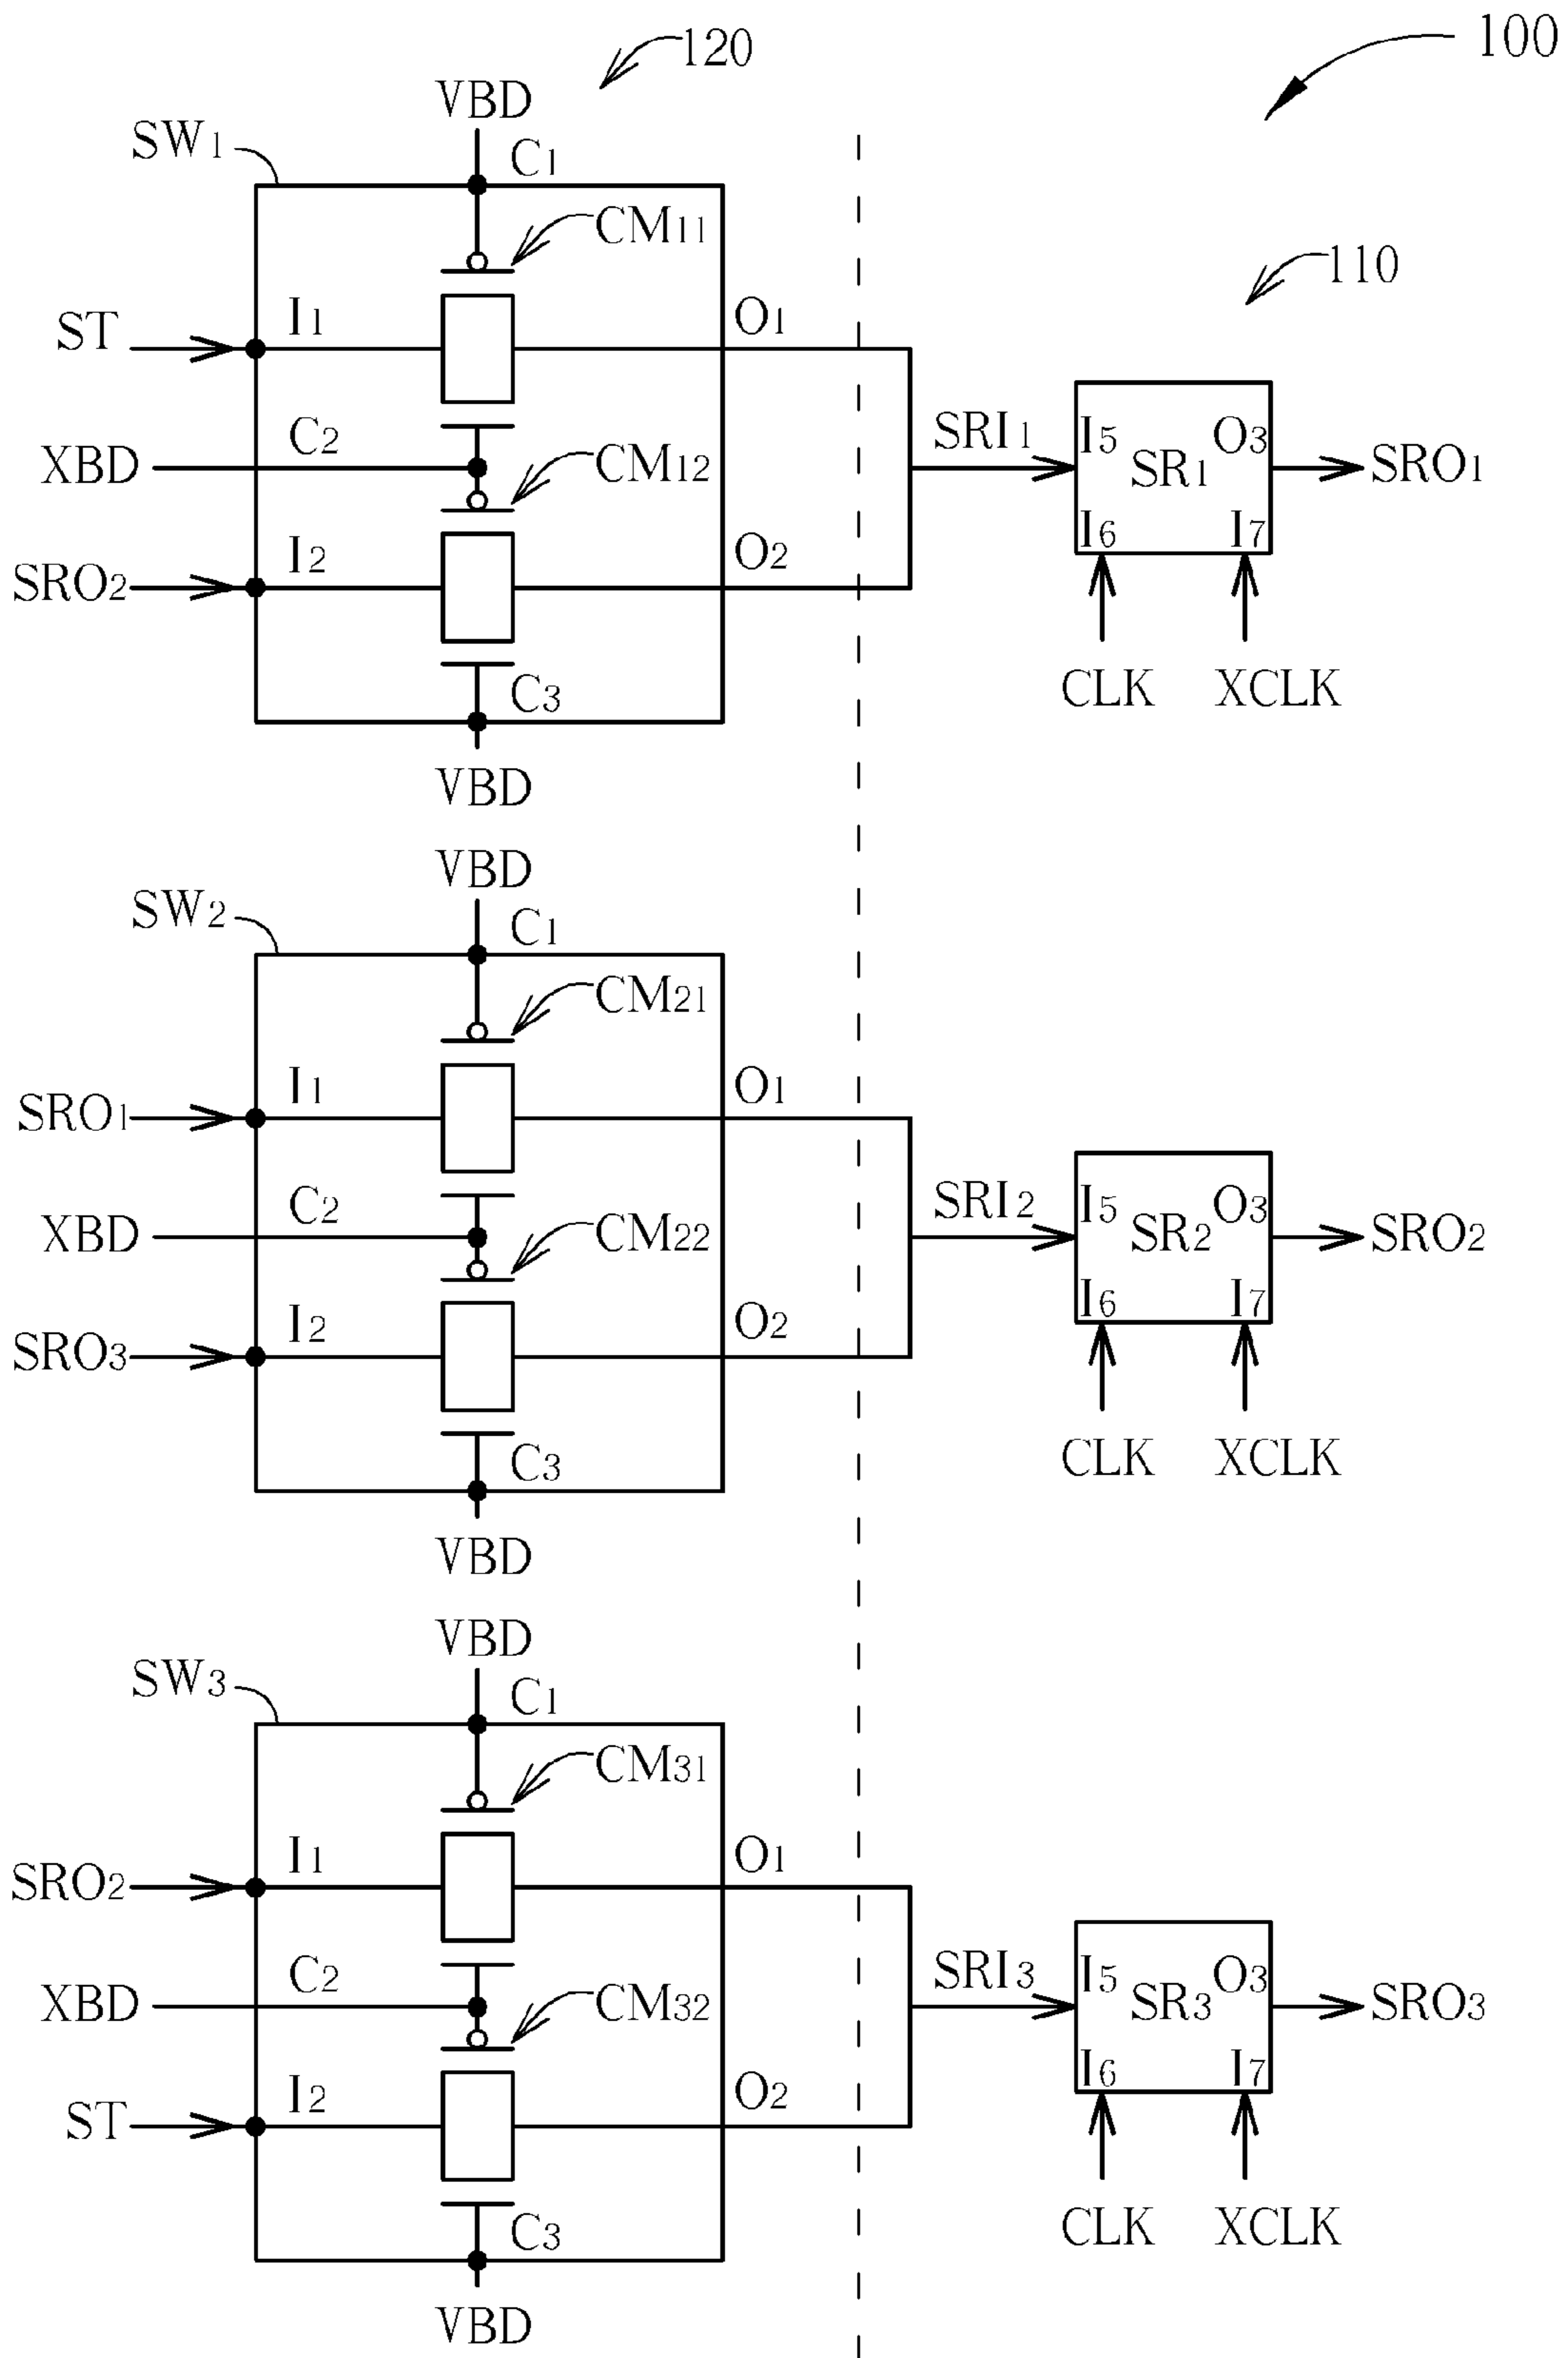 100
120
VBD
SW1
C1
CM11
110
ST
I1
O1
C2
XBD
CM12
SRI1
I5
O3
SR1
SRO1
I6
I7
SRO2
I2
O2
C3
CLK
XCLK
VBD
VBD
SW2
C1
CM21
SRO1
I1
O1
C2
XBD
CM22
SRI2
I5
O3
SR2
SRO2
I6
I7
SRO3
I2
O2
C3
CLK
XCLK
VBD
VBD
SW3
C1
CM31
SRO2
I1
O1
C2
XBD
CM32
SRI3
I5
O3
SR3
SRO3
I6
I7
ST
I2
O2
C3
CLK
XCLK
VBD